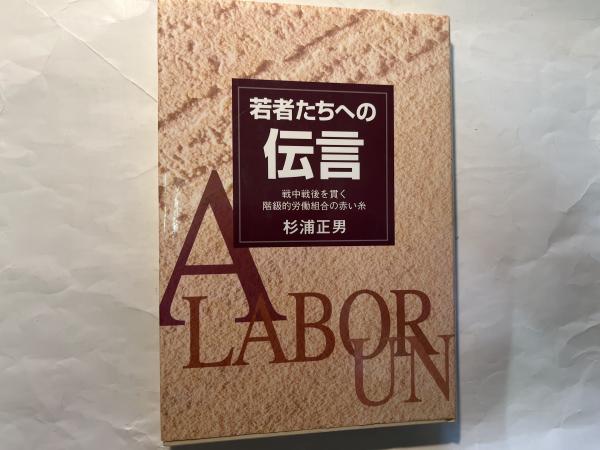 若者たちへの
伝言
戦中戦後を貫く
階級的労働組合の赤い糸
杉浦正男
A
LABOR
UN